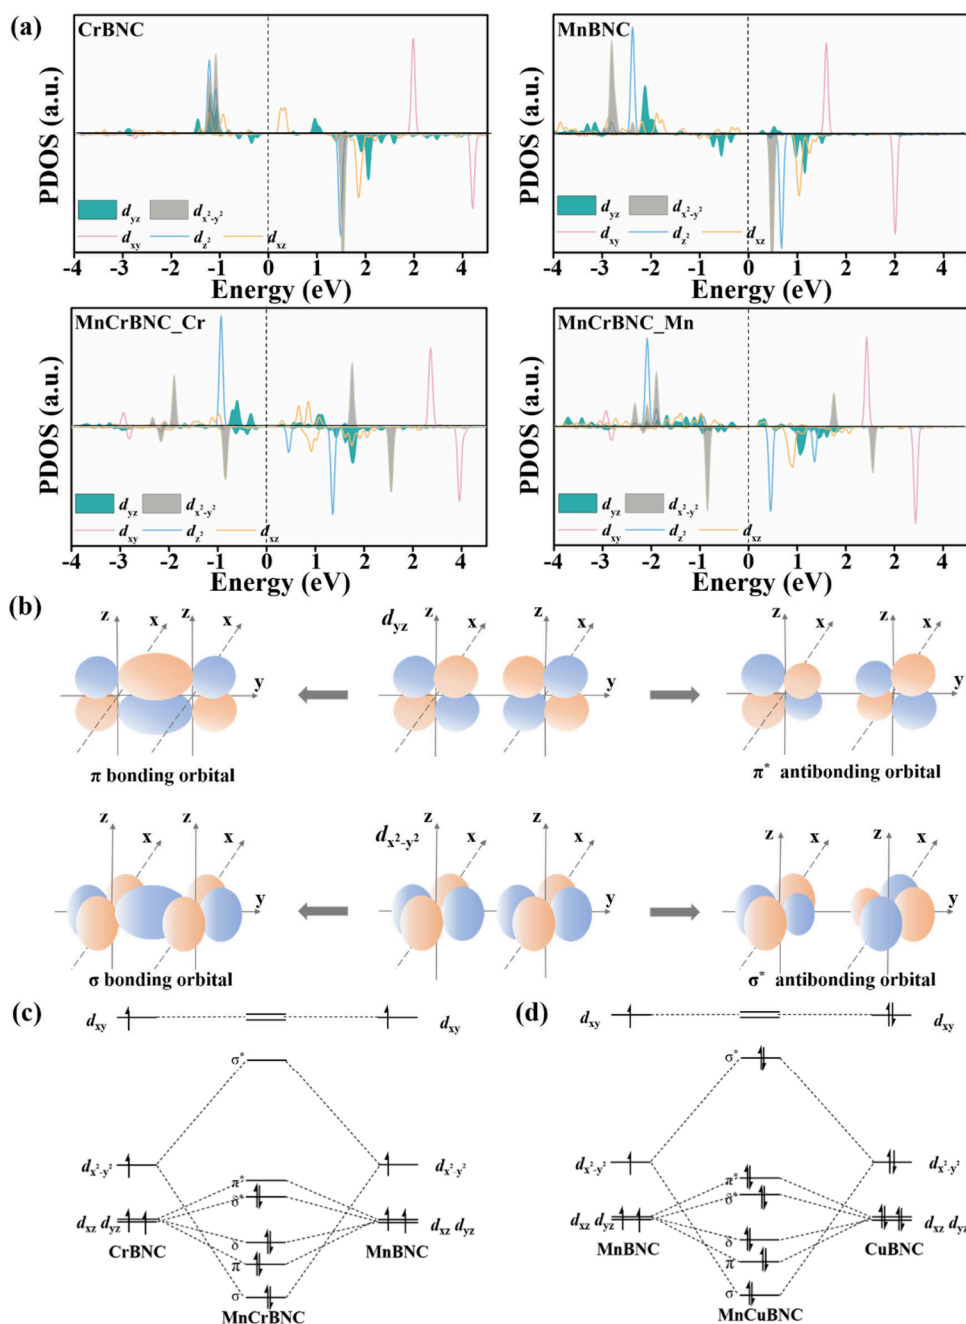 (a)
CrBNC
PDOS (a.u.)
d_yz d_x²-y²
d_xy d_z² d_xz
-4 -3 -2 -1 0 1 2 3 4
Energy (eV)
MnBNC
PDOS (a.u.)
d_yz d_x²-y²
d_xy d_z² d_xz
-4 -3 -2 -1 0 1 2 3 4
Energy (eV)
MnCrBNC_Cr
PDOS (a.u.)
d_yz d_x²-y²
d_xy d_z² d_xz
-4 -3 -2 -1 0 1 2 3 4
Energy (eV)
MnCrBNC_Mn
PDOS (a.u.)
d_yz d_x²-y²
d_xy d_z² d_xz
-4 -3 -2 -1 0 1 2 3 4
Energy (eV)
(b)
z x z x y
π bonding orbital
d_yz
z x z x y
z x z x y
π* antibonding orbital
z x z x y
σ bonding orbital
d_x²-y²
z x z x y
z x z x y
σ* antibonding orbital
(c)
d_xy d_xy
σ*
d_x²-y² d_x²-y²
π*
δ*
d_xz d_yz d_xz d_yz
CrBNC MnBNC
δ
π
σ
MnCrBNC
(d)
d_xy d_xy
σ*
d_x²-y² d_x²-y²
π*
δ*
d_xz d_yz d_xz d_yz
MnBNC CuBNC
δ
π
σ
MnCuBNC